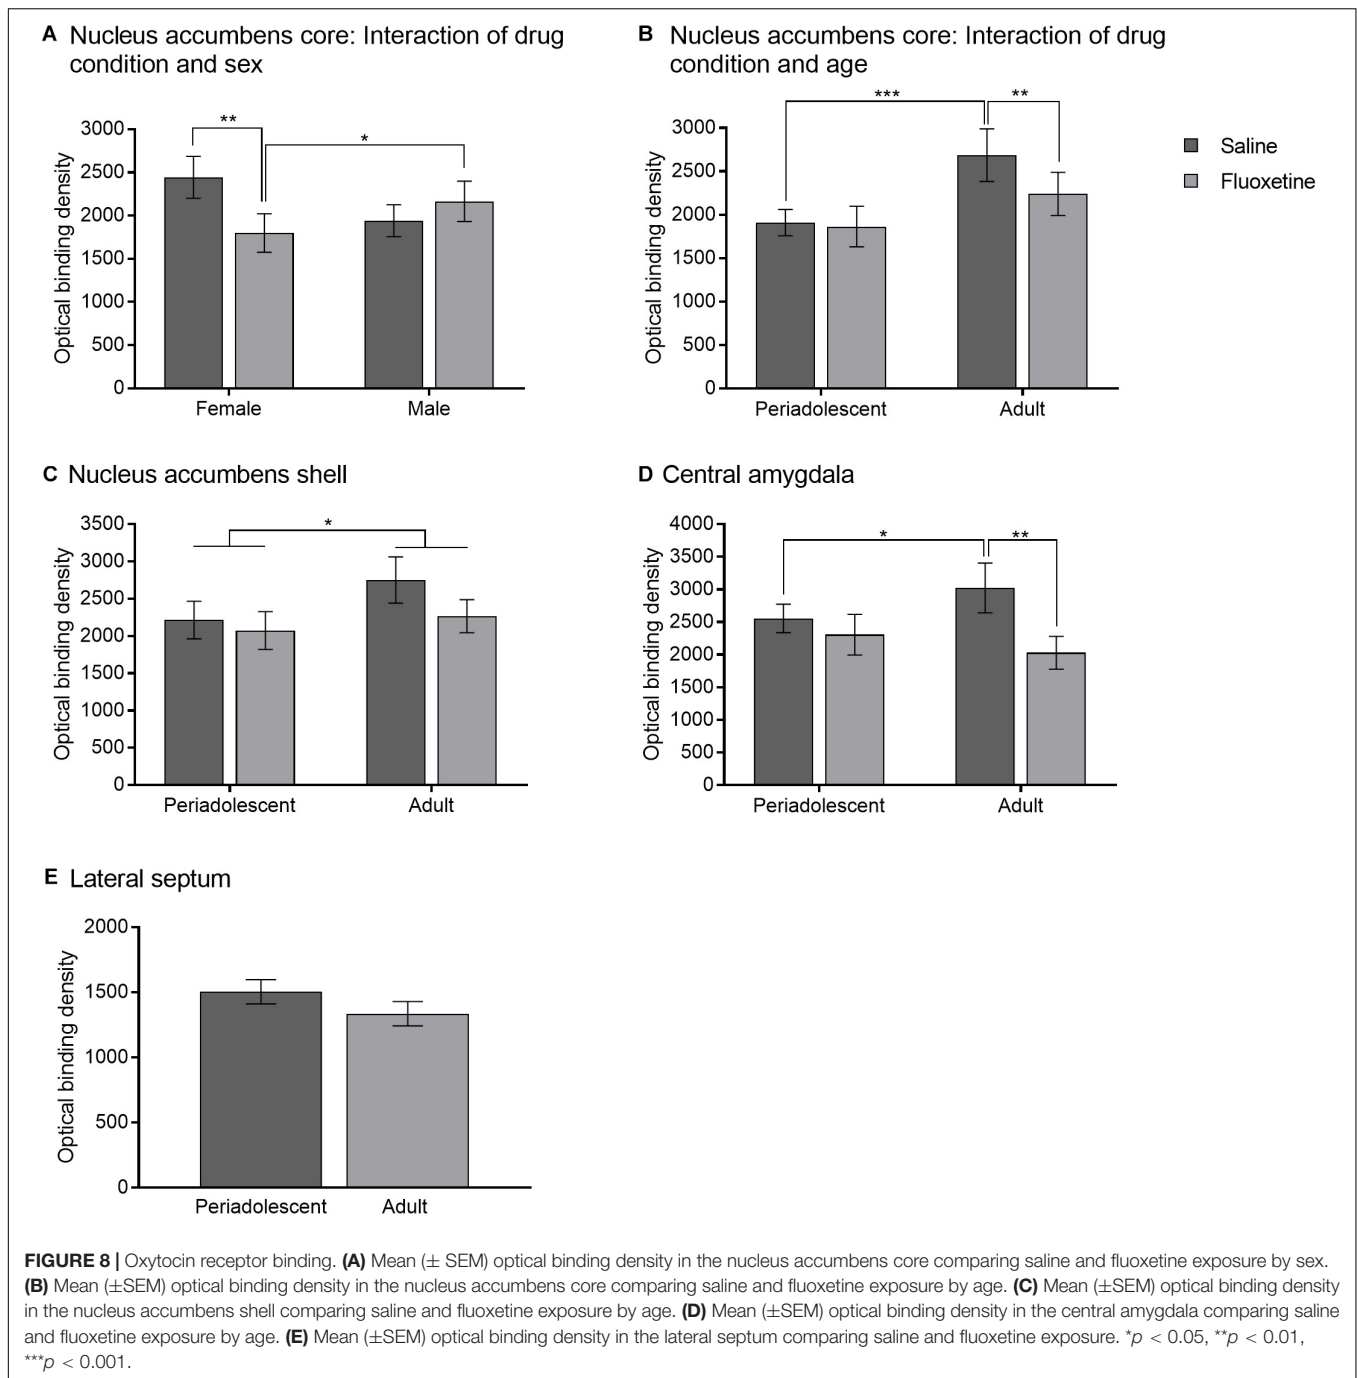 A Nucleus accumbens core: Interaction of drug
condition and sex
**
*
3000
2500
2000
1500
1000
500
0
Optical binding density
Female
Male
B Nucleus accumbens core: Interaction of drug
condition and age
***
**
3000
2500
2000
1500
1000
500
0
Optical binding density
Periadolescent
Adult
Saline
Fluoxetine
C Nucleus accumbens shell
*
3500
3000
2500
2000
1500
1000
500
0
Optical binding density
Periadolescent
Adult
D Central amygdala
*
**
4000
3500
3000
2500
2000
1500
1000
500
0
Optical binding density
Periadolescent
Adult
E Lateral septum
2000
1500
1000
500
0
Optical binding density
Periadolescent
Adult
FIGURE 8 | Oxytocin receptor binding. (A) Mean (± SEM) optical binding density in the nucleus accumbens core comparing saline and fluoxetine exposure by sex.
(B) Mean (±SEM) optical binding density in the nucleus accumbens core comparing saline and fluoxetine exposure by age. (C) Mean (±SEM) optical binding density
in the nucleus accumbens shell comparing saline and fluoxetine exposure by age. (D) Mean (±SEM) optical binding density in the central amygdala comparing saline
and fluoxetine exposure by age. (E) Mean (±SEM) optical binding density in the lateral septum comparing saline and fluoxetine exposure. *p < 0.05, **p < 0.01,
***p < 0.001.